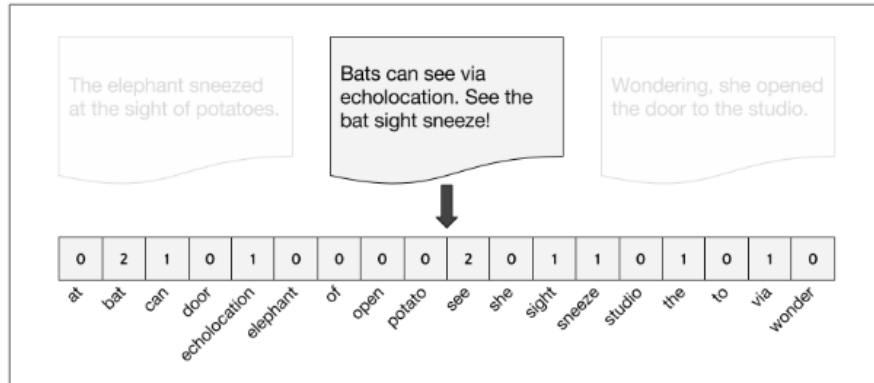 The elephant sneezed
at the sight of potatoes.
Bats can see via
echolocation. See the
bat sight sneeze!
Wondering, she opened
the door to the studio.
0 2 1 0 1 0 0 0 0 2 0 1 1 0 1 0 1 0
at bat can door echolocation elephant of open potato see she sight sneeze studio the to via wonder